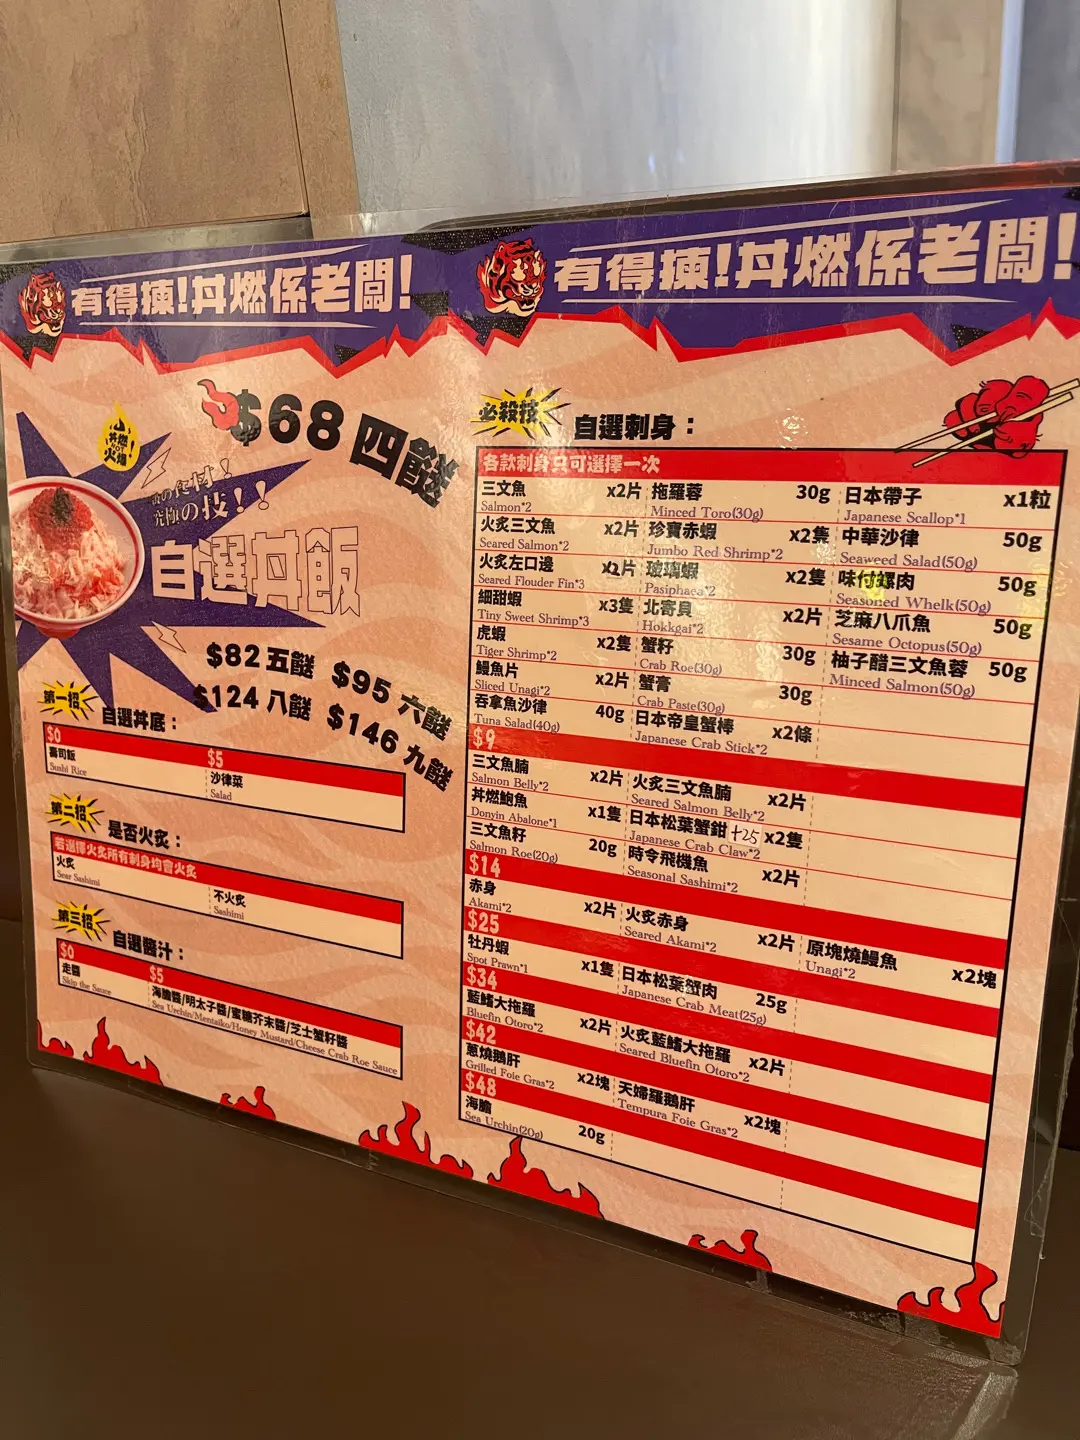 有得揀!丼燃係老闆!
有得揀!丼燃係老闆!
$68 四餸
丼燃
HOT
火爆!
の食材!
究極の技!!
自選丼飯
$82 五餸 $95 六餸
$124 八餸 $146 九餸
第一招
自選丼底:
$0 $5
壽司飯 沙律菜
Sushi Rice Salad
第二招
是否火炙:
若選擇火炙所有刺身均會火炙
火炙 不火炙
Sear Sashimi Sashimi
第三招
自選醬汁:
$0 $5
走醬 海膽醬/明太子醬/蜜糖芥末醬/芝士蟹籽醬
Skip the Sauce Sea Urchin/Mentaiko/Honey Mustard/Cheese Crab Roe Sauce
必殺技
自選刺身:
各款刺身只可選擇一次
三文魚 x2片 拖羅蓉 30g 日本帶子 x1粒
Salmon*2 Minced Toro(30g) Japanese Scallop*1
火炙三文魚 x2片 珍寶赤蝦 x2隻 中華沙律 50g
Seared Salmon*2 Jumbo Red Shrimp*2 Seaweed Salad(50g)
火炙左口邊 x2片 玻璃蝦 x2隻 味付螺肉 50g
Seared Flouder Fin*3 Pasiphaea*2 Seasoned Whelk(50g)
細甜蝦 x3隻 北寄貝 x2片 芝麻八爪魚 50g
Tiny Sweet Shrimp*3 Hokkgai*2 Sesame Octopus(50g)
虎蝦 x2隻 蟹籽 30g 柚子醋三文魚蓉 50g
Tiger Shrimp*2 Crab Roe(30g) Minced Salmon(50g)
鰻魚片 x2片 蟹膏 30g
Sliced Unagi*2 Crab Paste(30g)
吞拿魚沙律 40g 日本帝皇蟹棒 x2條
Tuna Salad(40g) Japanese Crab Stick*2
$9
三文魚腩 x2片 火炙三文魚腩 x2片
Salmon Belly*2 Seared Salmon Belly*2
丼燃鮑魚 x1隻 日本松葉蟹鉗 +25 x2隻
Donyin Abalone*1 Japanese Crab Claw*2
三文魚籽 20g 時令飛機魚 x2片
Salmon Roe(20g) Seasonal Sashimi*2
$14
赤身 x2片 火炙赤身 x2片 原塊燒鰻魚 x2塊
Akami*2 Seared Akami*2 Unagi*2
$25
牡丹蝦 x1隻 日本松葉蟹肉 25g
Spot Prawn*1 Japanese Crab Meat(25g)
$34
藍鰭大拖羅 x2片 火炙藍鰭大拖羅 x2片
Bluefin Otoro*2 Seared Bluefin Otoro*2
$42
蔥燒鵝肝 x2塊 天婦羅鵝肝 x2塊
Grilled Foie Gras*2 Tempura Foie Gras*2
$48
海膽 20g
Sea Urchin(20g)